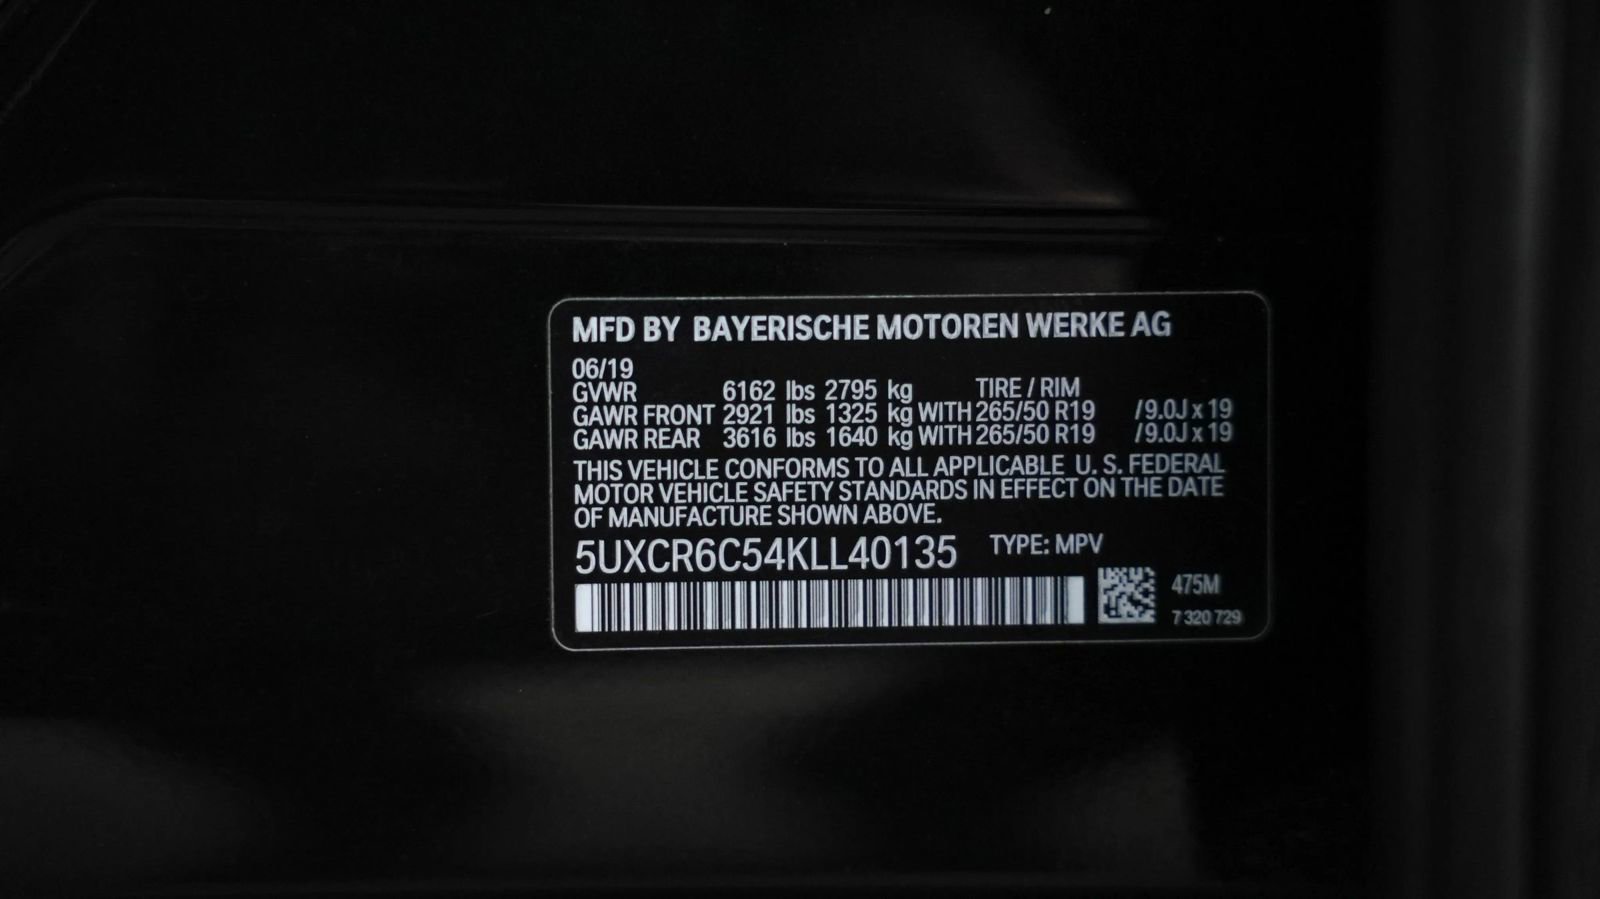 MFD BY BAYERISCHE MOTOREN WERKE AG
06/19
GVWR 6162 lbs 2795 kg TIRE / RIM
GAWR FRONT 2921 lbs 1325 kg WITH 265/50 R19 /9.0J x 19
GAWR REAR 3616 lbs 1640 kg WITH 265/50 R19 /9.0J x 19
THIS VEHICLE CONFORMS TO ALL APPLICABLE U. S. FEDERAL
MOTOR VEHICLE SAFETY STANDARDS IN EFFECT ON THE DATE
OF MANUFACTURE SHOWN ABOVE.
5UXCR6C54KLL40135 TYPE: MPV
475M
7 320 729